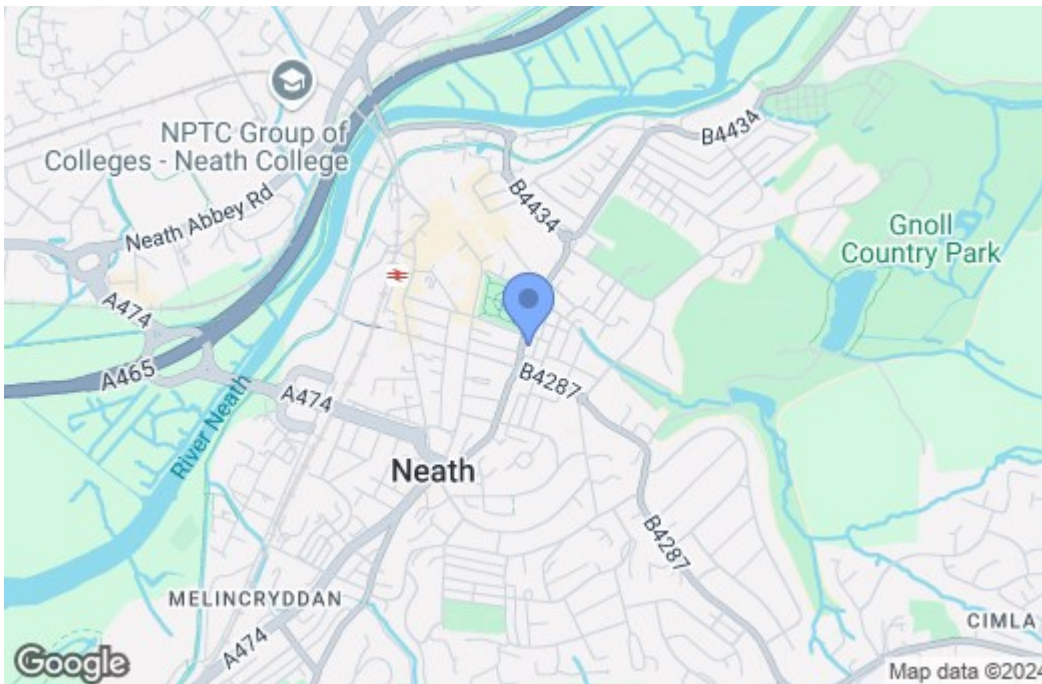 NPTC Group of
Colleges - Neath College
B4434
B4434
Neath Abbey Rd
Gnoll
Country Park
A474
A465
A474
B4287
River Neath
Neath
B4287
MELINCRYDDAN
CIMLA
A474
Google
Map data ©2024